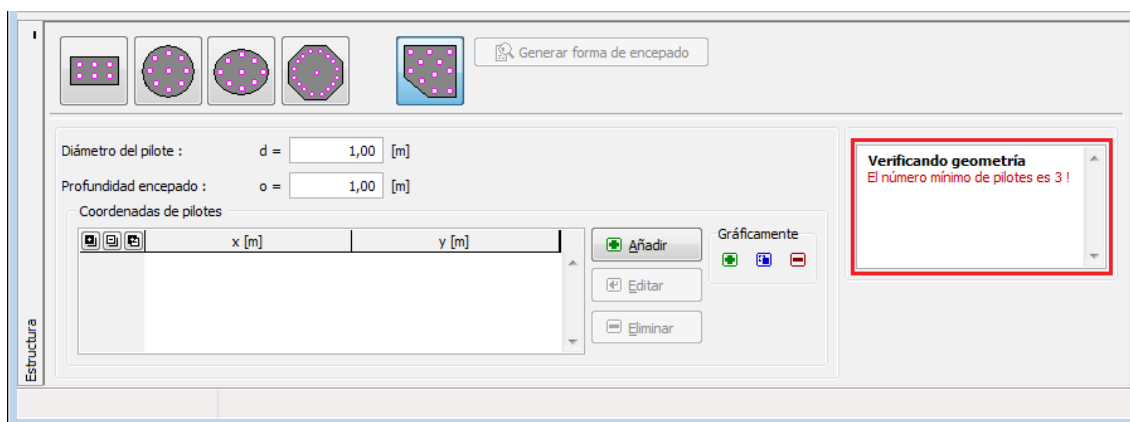 Generar forma de encepado
Diámetro del pilote : d = 1,00 [m]
Profundidad encepado : o = 1,00 [m]
Coordenadas de pilotes
x [m] y [m]
Añadir
Editar
Eliminar
Gráficamente
Verificando geometría
El número mínimo de pilotes es 3 !
Estructura